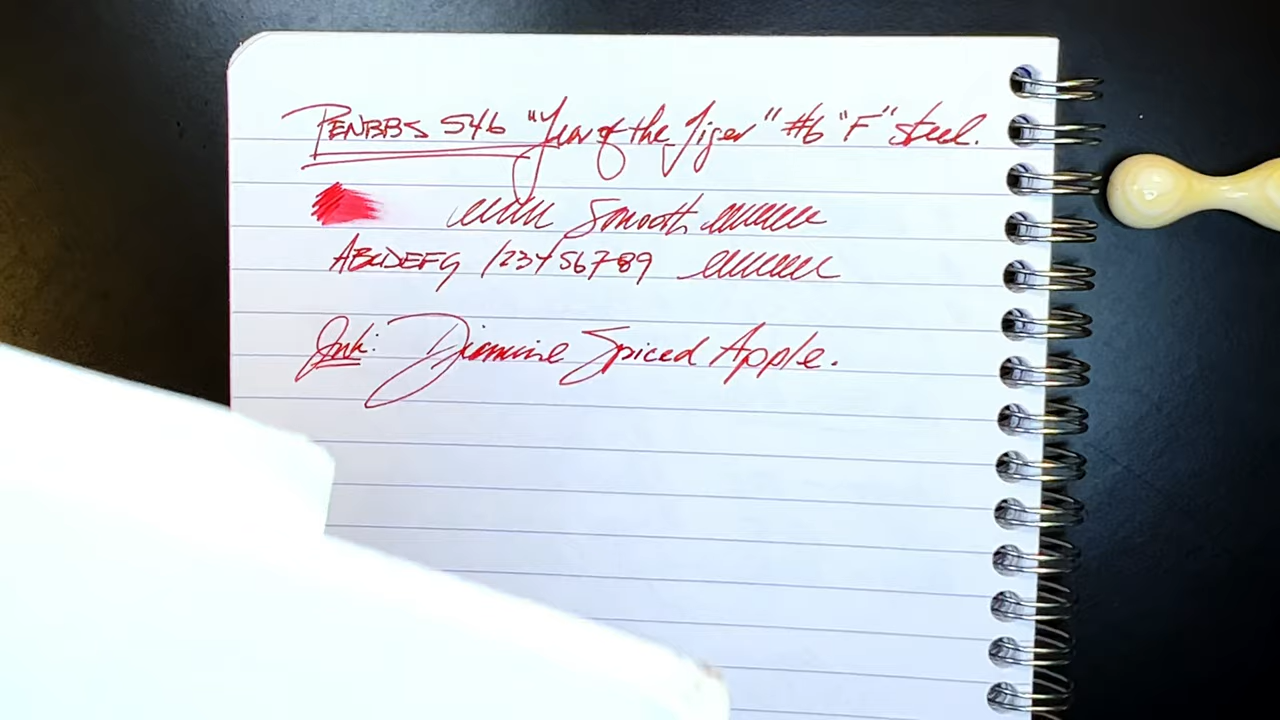 PENBBS 546 "Year of the Tiger" #6 "F" steel.
Smooth
ABCDEFG 123456789
Ink: Diamine Spiced Apple.